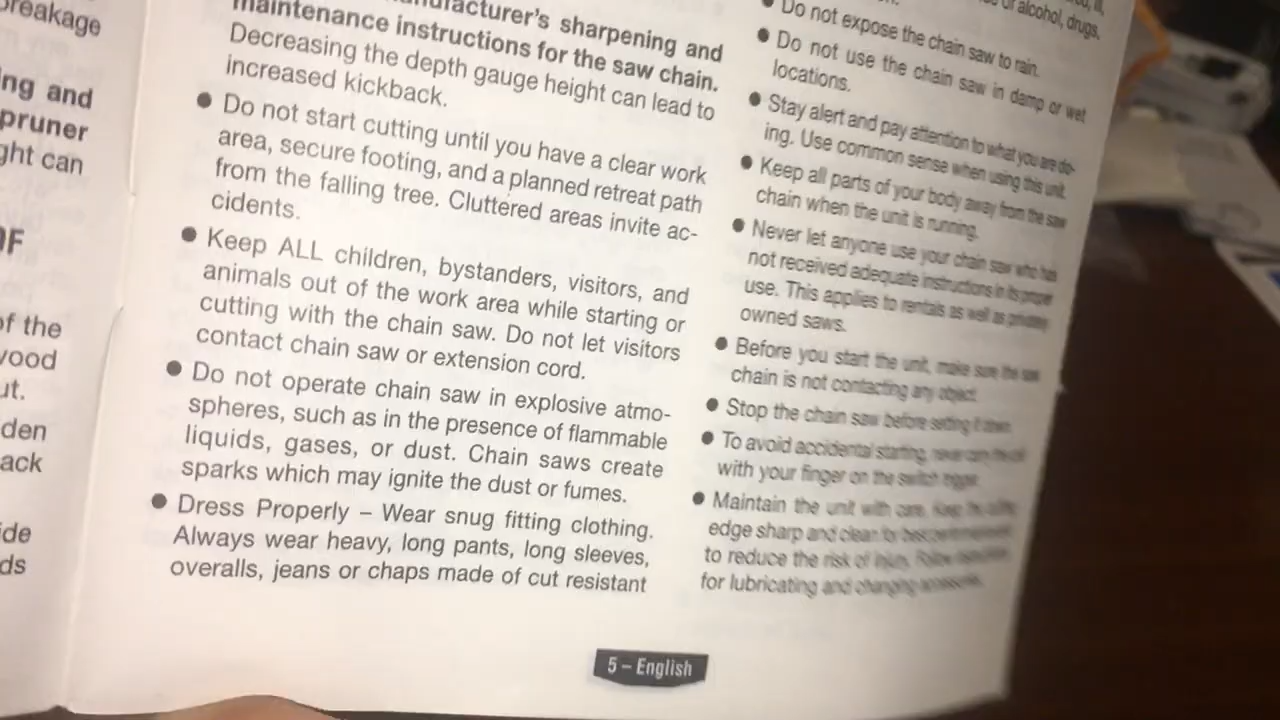 breakage
ing and
pruner
ght can
OF
of the
wood
ut.
den
ack
ide
ds
manufacturer's sharpening and
maintenance instructions for the saw chain.
Decreasing the depth gauge height can lead to
increased kickback.
● Do not start cutting until you have a clear work
area, secure footing, and a planned retreat path
from the falling tree. Cluttered areas invite ac-
cidents.
● Keep ALL children, bystanders, visitors, and
animals out of the work area while starting or
cutting with the chain saw. Do not let visitors
contact chain saw or extension cord.
● Do not operate chain saw in explosive atmo-
spheres, such as in the presence of flammable
liquids, gases, or dust. Chain saws create
sparks which may ignite the dust or fumes.
● Dress Properly – Wear snug fitting clothing.
Always wear heavy, long pants, long sleeves,
overalls, jeans or chaps made of cut resistant
of alcohol, drugs,
● Do not expose the chain saw to rain.
● Do not use the chain saw in damp or wet
locations.
● Stay alert and pay attention to what you are do-
ing. Use common sense when using this unit.
● Keep all parts of your body away from the saw
chain when the unit is running.
● Never let anyone use your chain saw who has
not received adequate instructions in its proper
use. This applies to rentals as well as privately
owned saws.
● Before you start the unit, make sure the saw
chain is not contacting any object.
● Stop the chain saw before setting it down.
● To avoid accidental starting, never carry the
with your finger on the switch trigger.
● Maintain the unit with care. Keep the cutting
edge sharp and clean for best performance
to reduce the risk of injury. Follow instructions
for lubricating and changing accessories.
5 – English